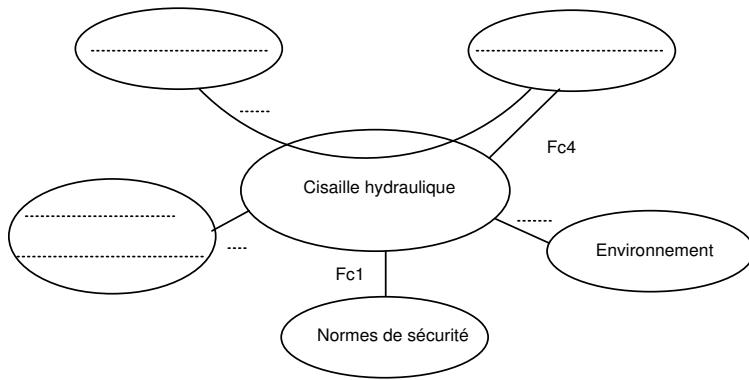 Fc4
Cisaille hydraulique
Environnement
Fc1
Normes de sécurité